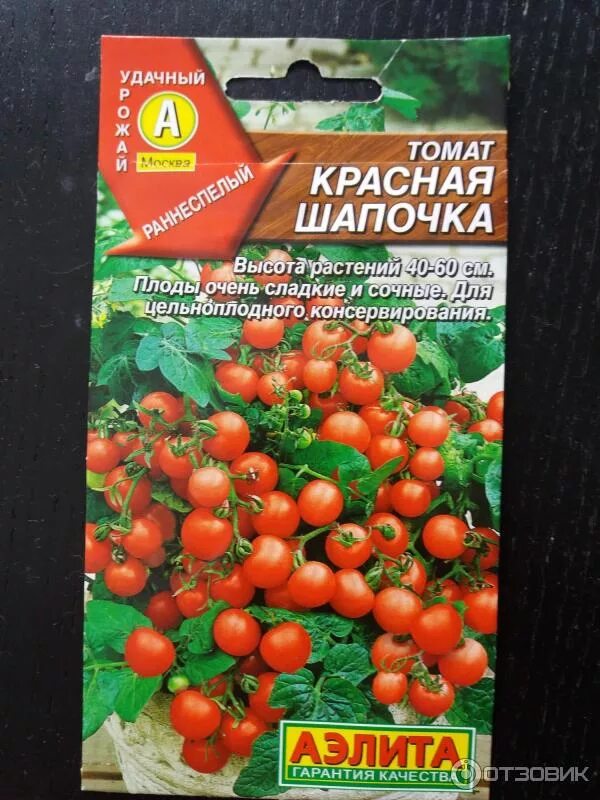 УДАЧНЫЙ
УРОЖАЙ
А
Москва
РАННЕСПЕЛЫЙ
ТОМАТ
КРАСНАЯ
ШАПОЧКА
Высота растений 40-60 см.
Плоды очень сладкие и сочные. Для
цельноплодного консервирования.
АЭЛИТА
ГАРАНТИЯ КАЧЕСТВА
ТМ
ОТЗОВИК